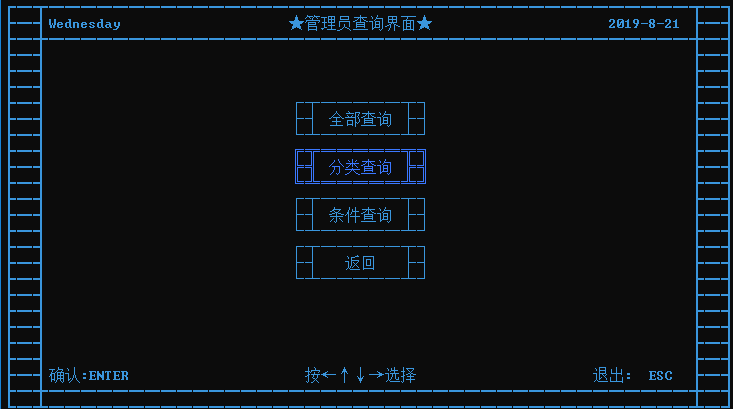 Wednesday ★管理员查询界面★ 2019-8-21
全部查询
分类查询
条件查询
返回
确认:ENTER 按←↑↓→选择 退出: ESC